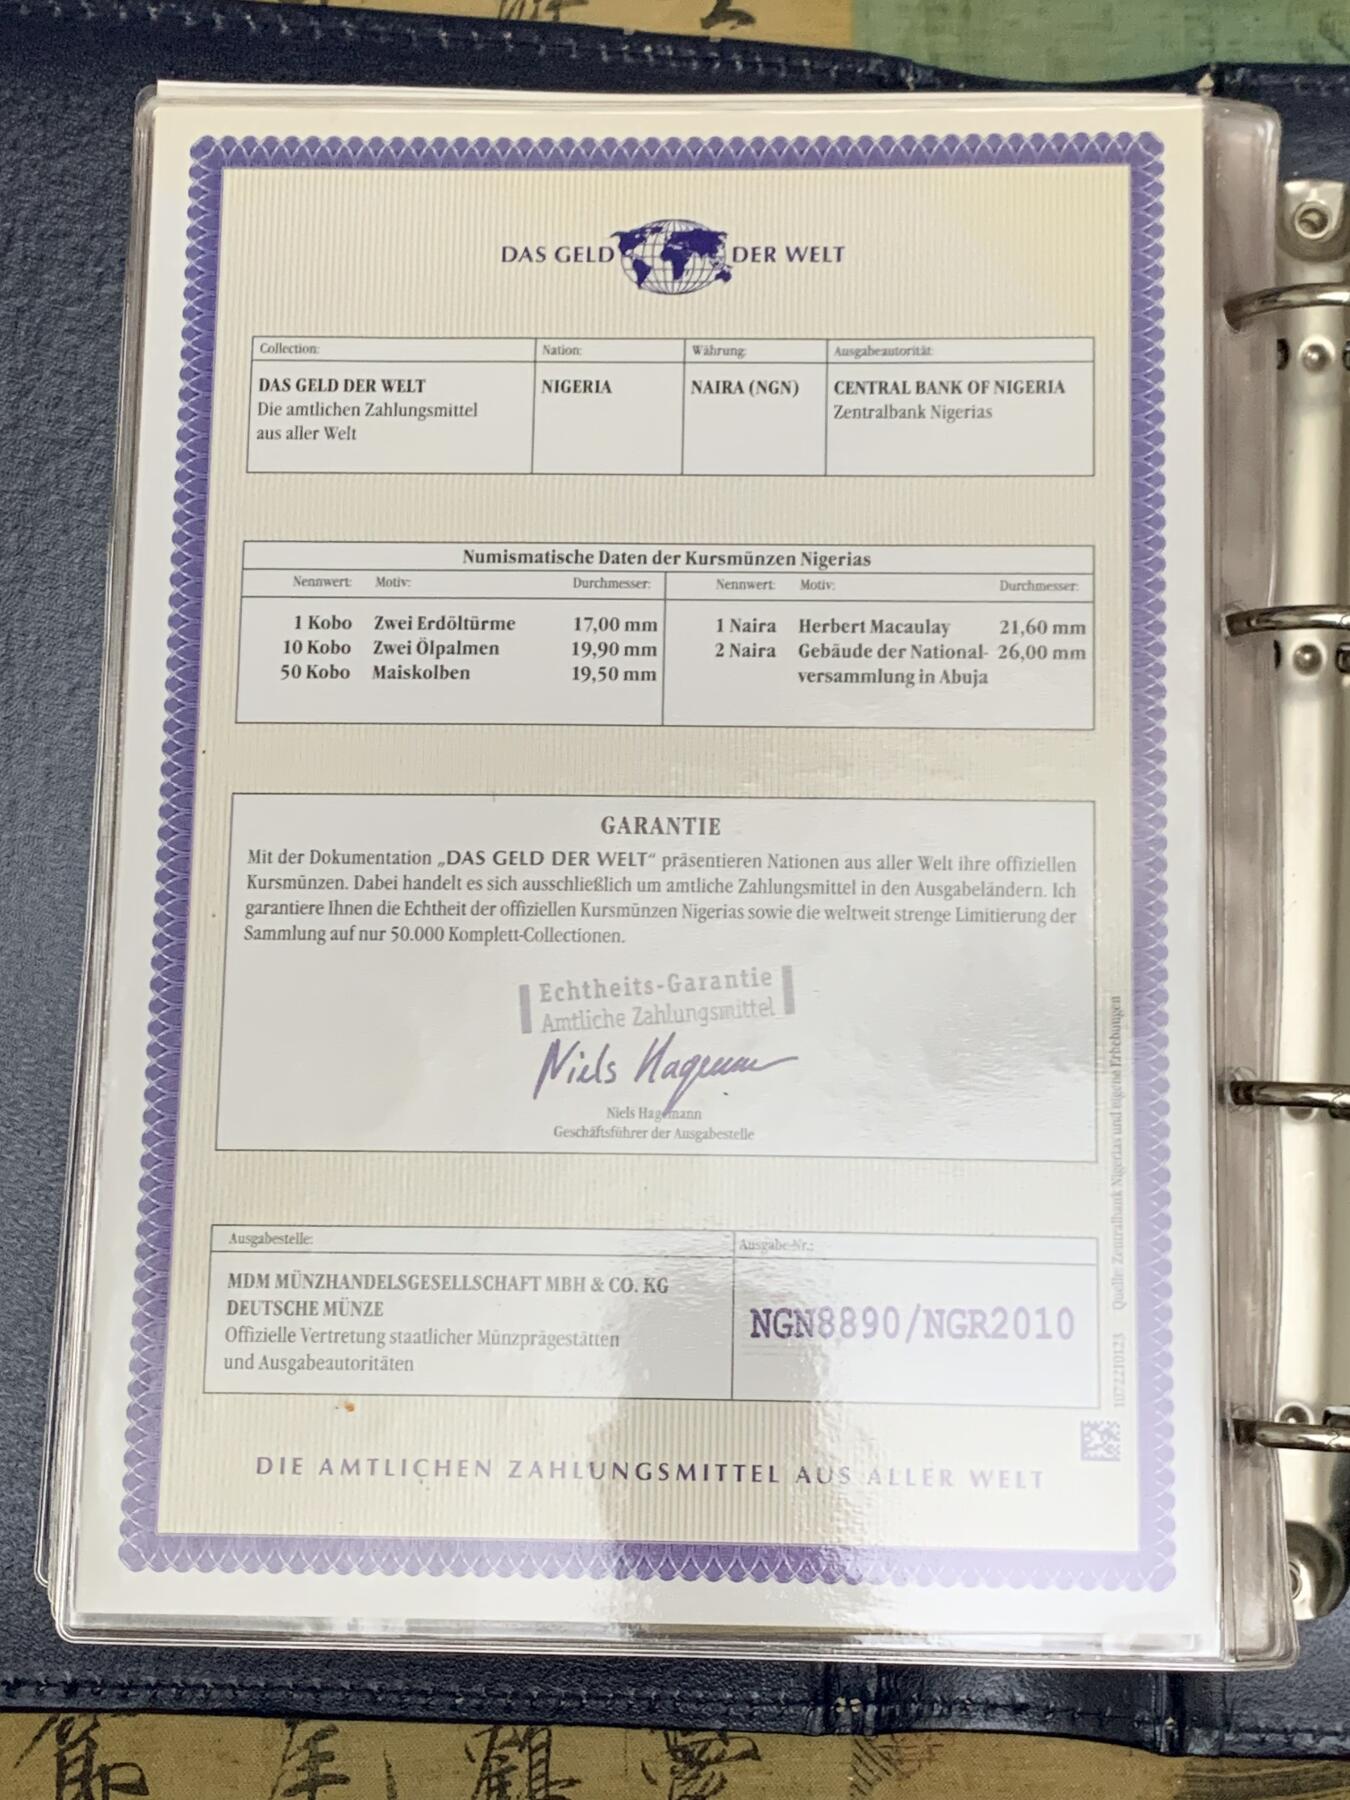 DAS GELD DER WELT
Collection: Nation: Währung: Ausgabeautorität:
DAS GELD DER WELT NIGERIA NAIRA (NGN) CENTRAL BANK OF NIGERIA
Die amtlichen Zahlungsmittel Zentralbank Nigerias
aus aller Welt
Numismatische Daten der Kursmünzen Nigerias
Nennwert: Motiv: Durchmesser: Nennwert: Motiv: Durchmesser:
1 Kobo Zwei Erdöltürme 17,00 mm 1 Naira Herbert Macaulay 21,60 mm
10 Kobo Zwei Ölpalmen 19,90 mm 2 Naira Gebäude der National- 26,00 mm
50 Kobo Maiskolben 19,50 mm versammlung in Abuja
GARANTIE
Mit der Dokumentation „DAS GELD DER WELT“ präsentieren Nationen aus aller Welt ihre offiziellen
Kursmünzen. Dabei handelt es sich ausschließlich um amtliche Zahlungsmittel in den Ausgabeländern. Ich
garantiere Ihnen die Echtheit der offiziellen Kursmünzen Nigerias sowie die weltweit strenge Limitierung der
Sammlung auf nur 50.000 Komplett-Collectionen.
Echtheits-Garantie
Amtliche Zahlungsmittel
Niels Hagemann
Niels Hagemann
Geschäftsführer der Ausgabestelle
Ausgabestelle: Ausgabe-Nr.:
MDM MÜNZHANDELSGESELLSCHAFT MBH & CO. KG
DEUTSCHE MÜNZE
Offizielle Vertretung staatlicher Münzprägestätten
und Ausgabeautoritäten
NGN8890/NGR2010
1072210123 Quelle: Zentralbank Nigerias und eigene Erhebungen
DIE AMTLICHEN ZAHLUNGSMITTEL AUS ALLER WELT